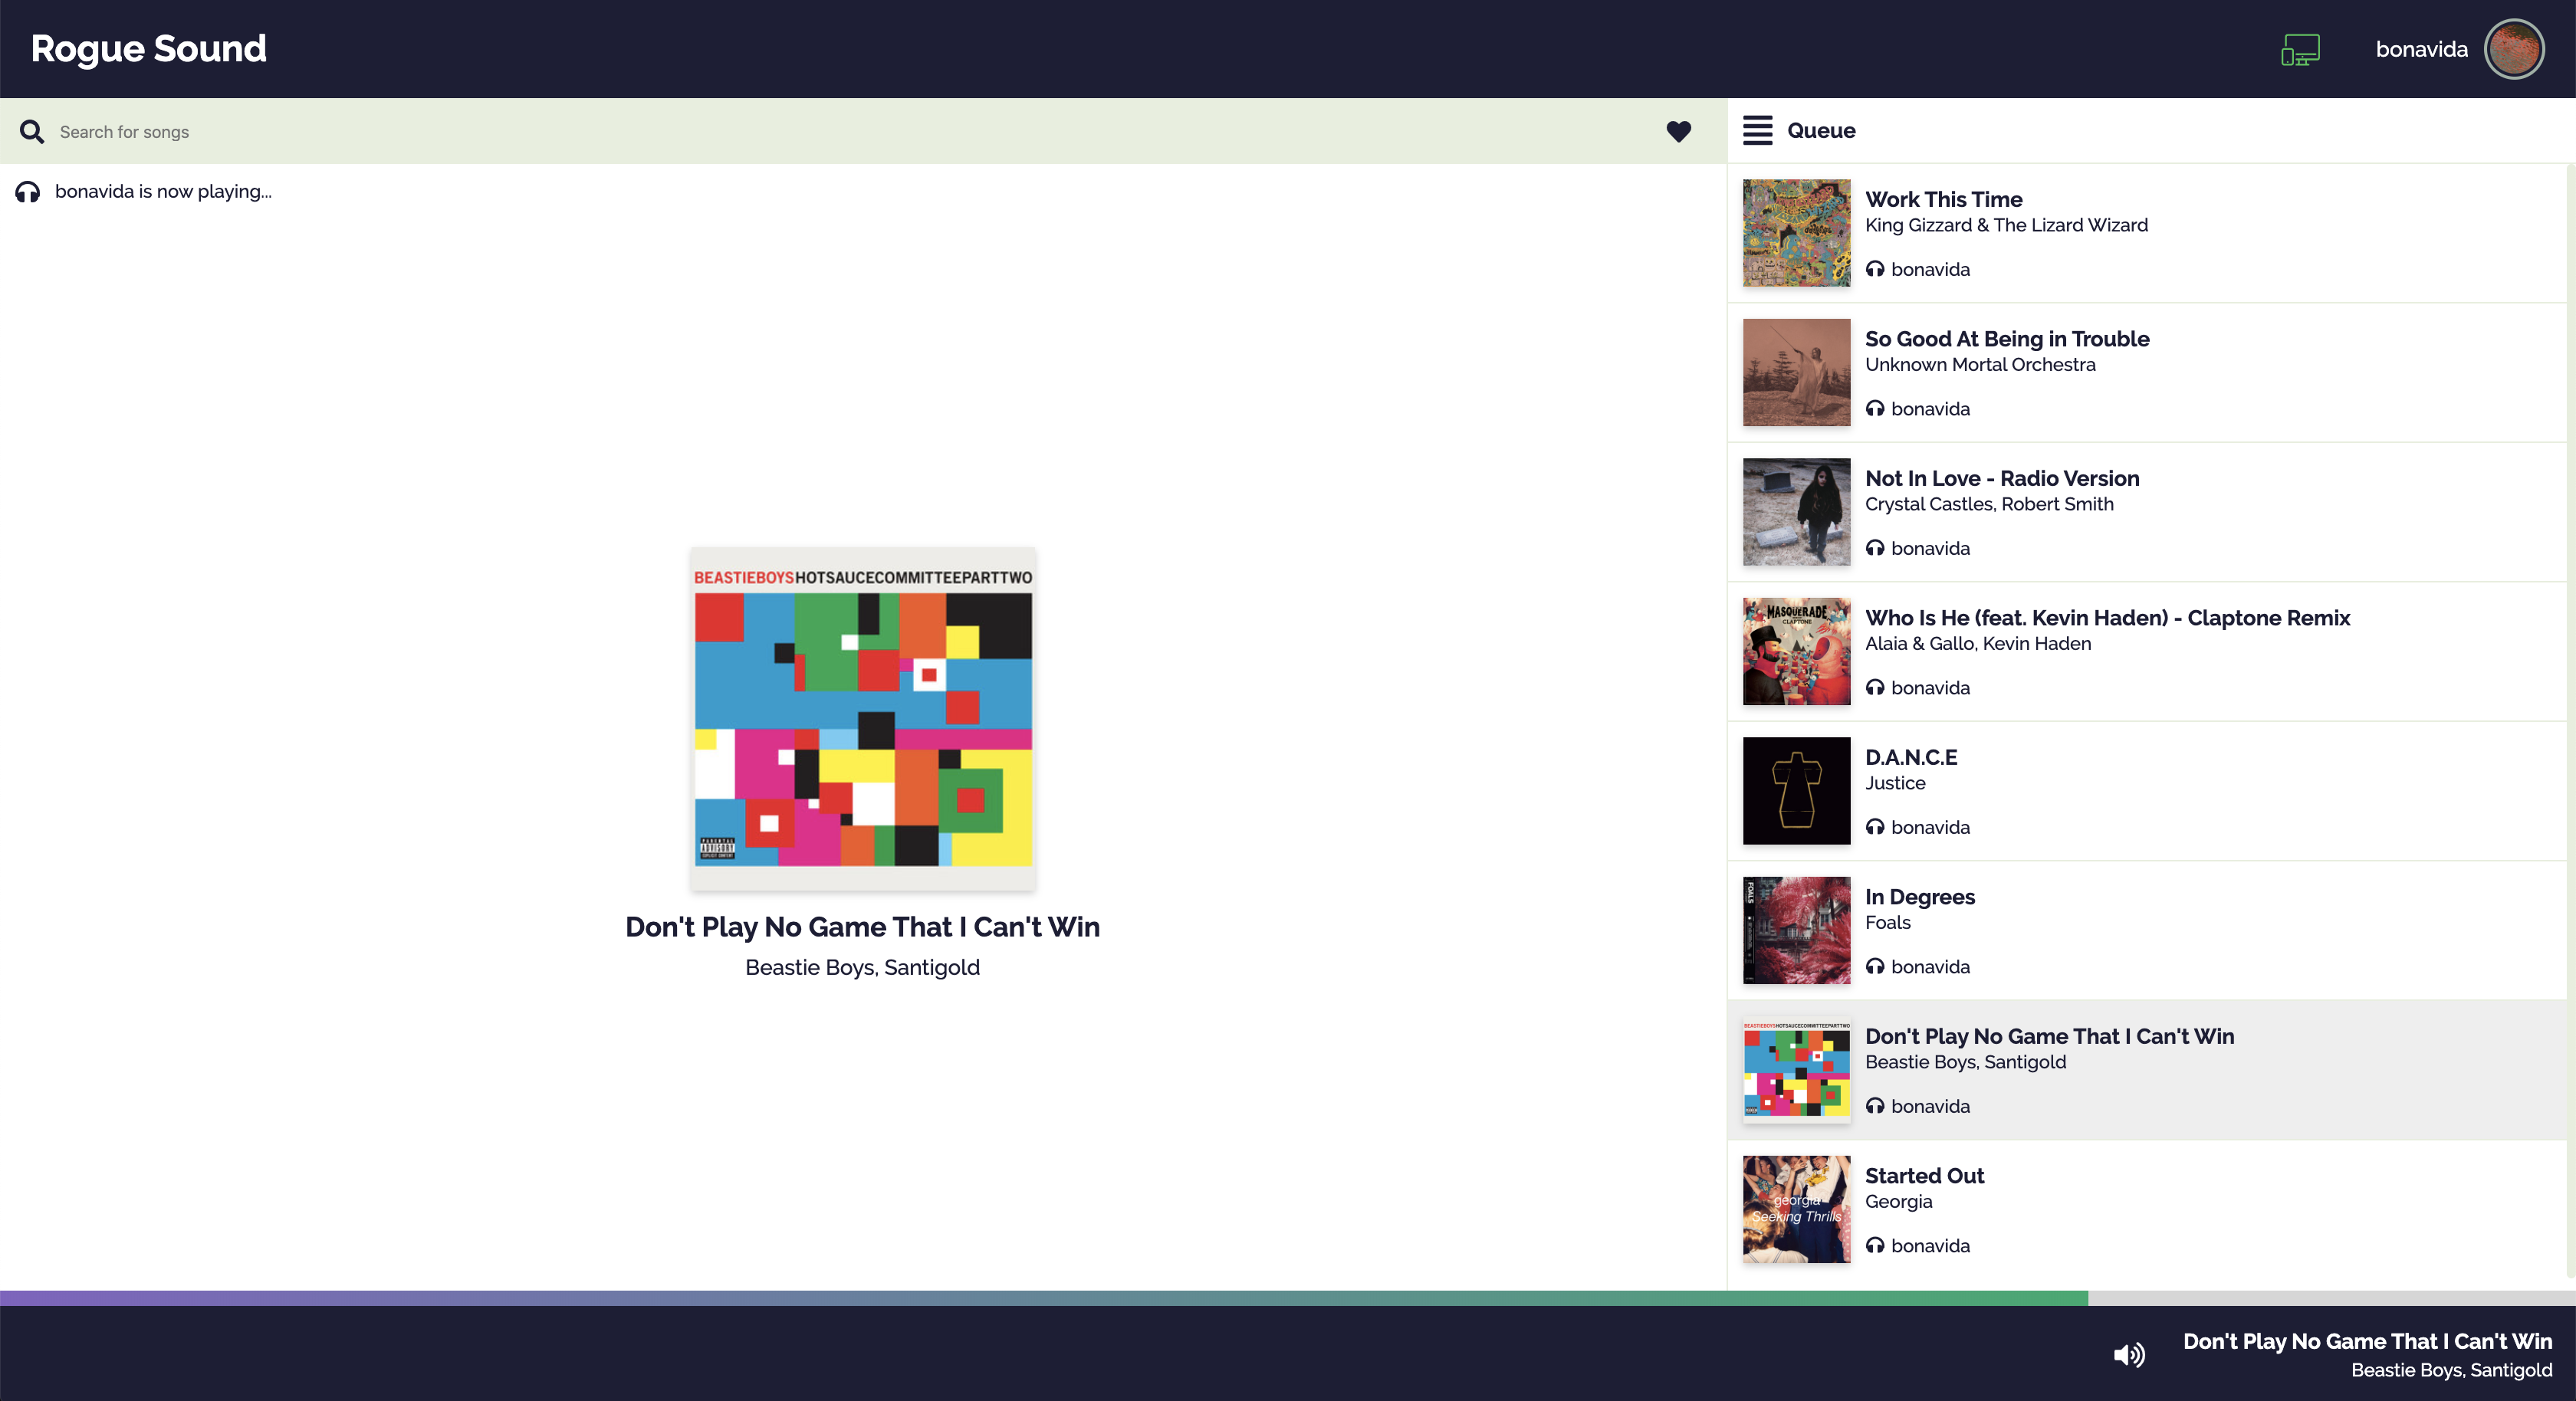 Rogue Sound
bonavida
Search for songs
Queue
bonavida is now playing...
BEASTIEBOYSHOTSAUCECOMMITTEEPARTTWO
PARENTAL
ADVISORY
EXPLICIT CONTENT
Don't Play No Game That I Can't Win
Beastie Boys, Santigold
Work This Time
King Gizzard & The Lizard Wizard
bonavida
So Good At Being in Trouble
Unknown Mortal Orchestra
bonavida
Not In Love - Radio Version
Crystal Castles, Robert Smith
bonavida
MASQUERADE
CLAPTONE
Who Is He (feat. Kevin Haden) - Claptone Remix
Alaia & Gallo, Kevin Haden
bonavida
D.A.N.C.E
Justice
bonavida
FOALS
In Degrees
Foals
bonavida
BEASTIEBOYSHOTSAUCECOMMITTEEPARTTWO
Don't Play No Game That I Can't Win
Beastie Boys, Santigold
bonavida
georgia
Seeking Thrills
Started Out
Georgia
bonavida
Don't Play No Game That I Can't Win
Beastie Boys, Santigold